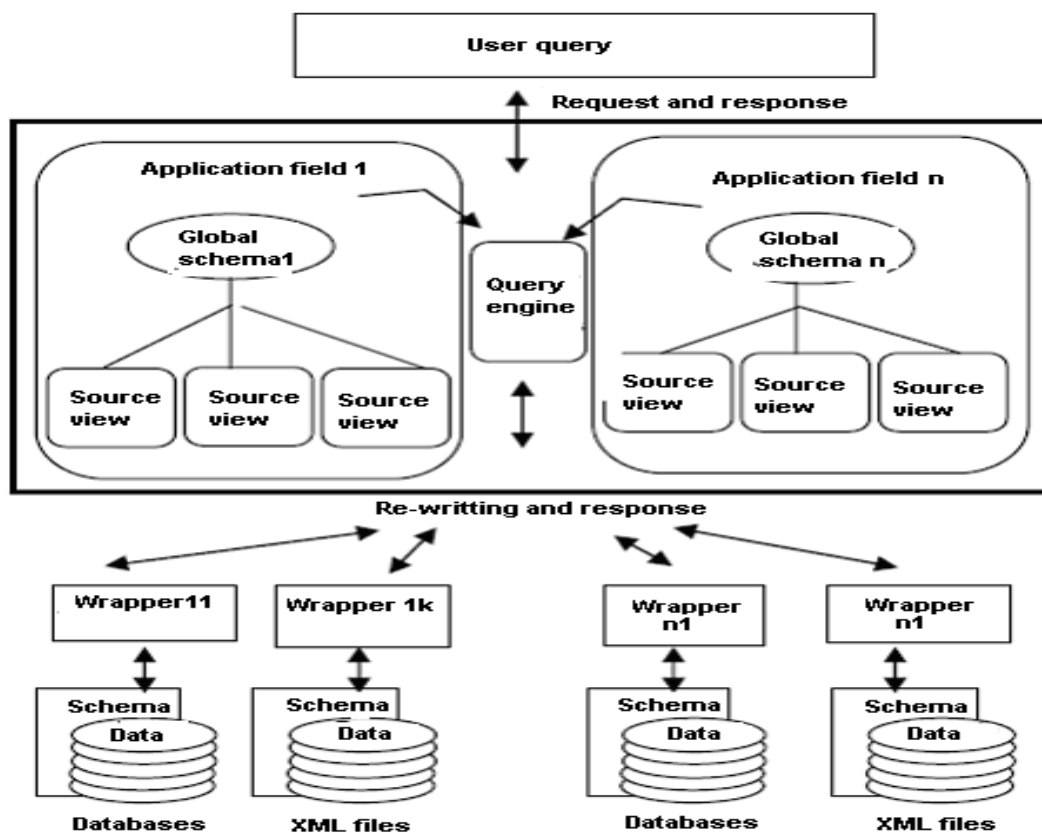 User query
Request and response
Application field 1
Application field n
Global
schema1
Global
schema n
Query
engine
Source
view
Source
view
Source
view
Source
view
Source
view
Source
view
Re-writting and response
Wrapper11
Wrapper 1k
Wrapper
n1
Wrapper
n1
Schema
Data
Schema
Data
Schema
Data
Schema
Data
Databases
XML files
Databases
XML files